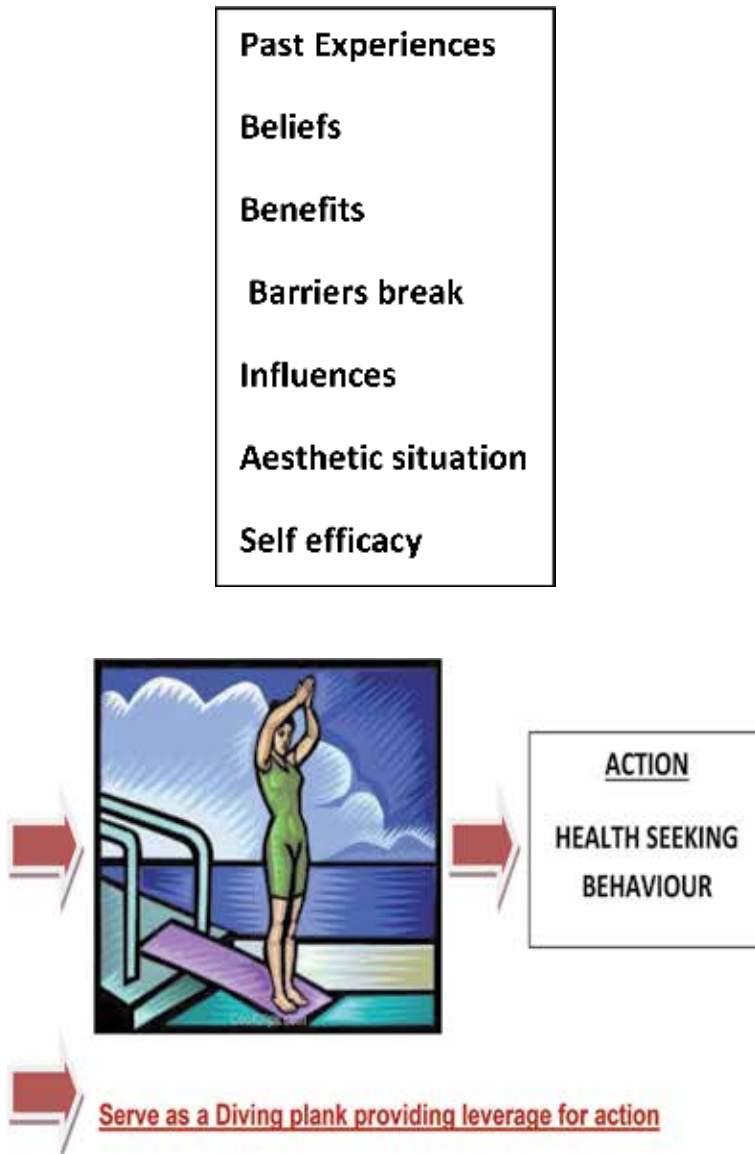 Past Experiences
Beliefs
Benefits
Barriers break
Influences
Aesthetic situation
Self efficacy
ACTION
HEALTH SEEKING
BEHAVIOUR
Serve as a Diving plank providing leverage for action